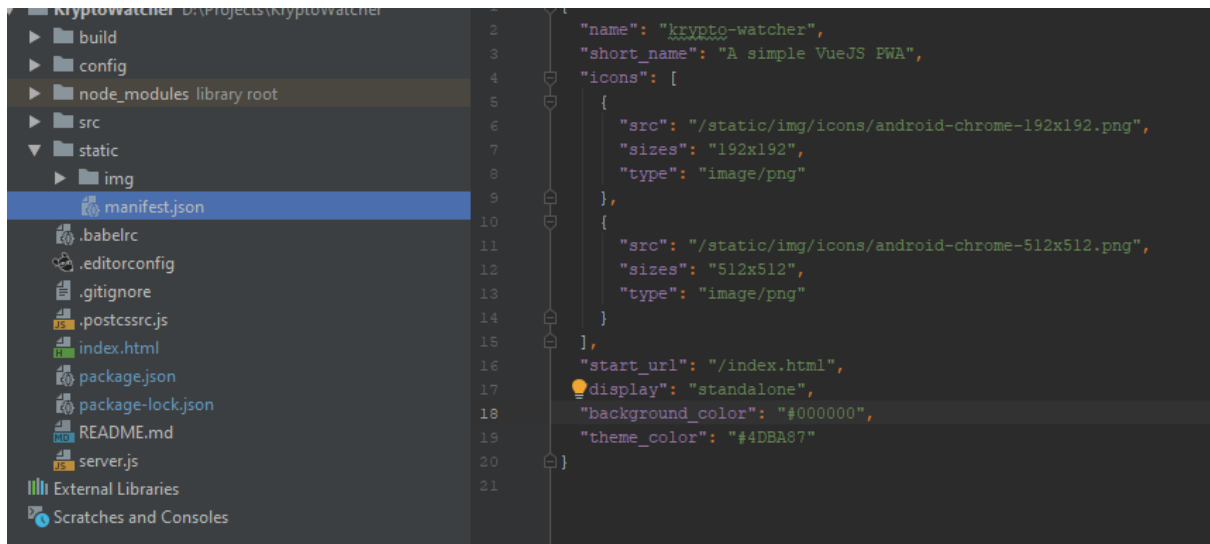 KryptoWatcher D:\Projects\KryptoWatcher
build
config
node_modules library root
src
static
img
manifest.json
.babelrc
.editorconfig
.gitignore
.postcssrc.js
index.html
package.json
package-lock.json
README.md
server.js
External Libraries
Scratches and Consoles
1 {
2 "name": "krypto-watcher",
3 "short_name": "A simple VueJS PWA",
4 "icons": [
5 {
6 "src": "/static/img/icons/android-chrome-192x192.png",
7 "sizes": "192x192",
8 "type": "image/png"
9 },
10 {
11 "src": "/static/img/icons/android-chrome-512x512.png",
12 "sizes": "512x512",
13 "type": "image/png"
14 }
15 ],
16 "start_url": "/index.html",
17 display": "standalone",
18 "background_color": "#000000",
19 "theme_color": "#4DBA87"
20 }
21